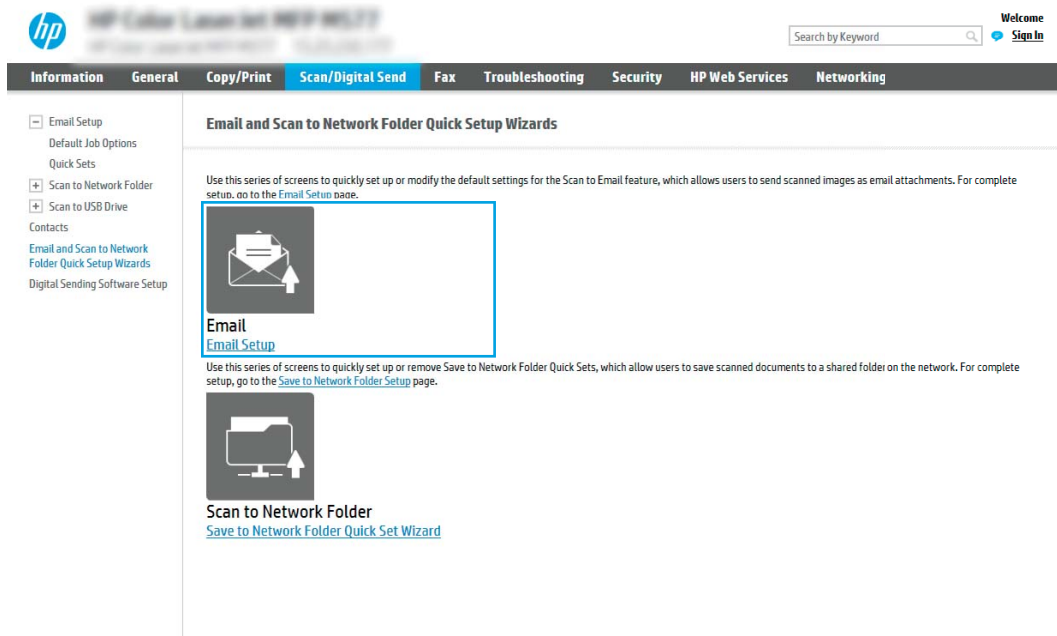 hp
Welcome
Search by Keyword
Sign In
Information General Copy/Print Scan/Digital Send Fax Troubleshooting Security HP Web Services Networking
Email Setup
Default Job Options
Quick Sets
Scan to Network Folder
Scan to USB Drive
Contacts
Email and Scan to Network
Folder Quick Setup Wizards
Digital Sending Software Setup
Email and Scan to Network Folder Quick Setup Wizards
Use this series of screens to quickly set up or modify the default settings for the Scan to Email feature, which allows users to send scanned images as email attachments. For complete
setup, go to the Email Setup page.
Email
Email Setup
Use this series of screens to quickly set up or remove Save to Network Folder Quick Sets, which allow users to save scanned documents to a shared folder on the network. For complete
setup, go to the Save to Network Folder Setup page.
Scan to Network Folder
Save to Network Folder Quick Set Wizard